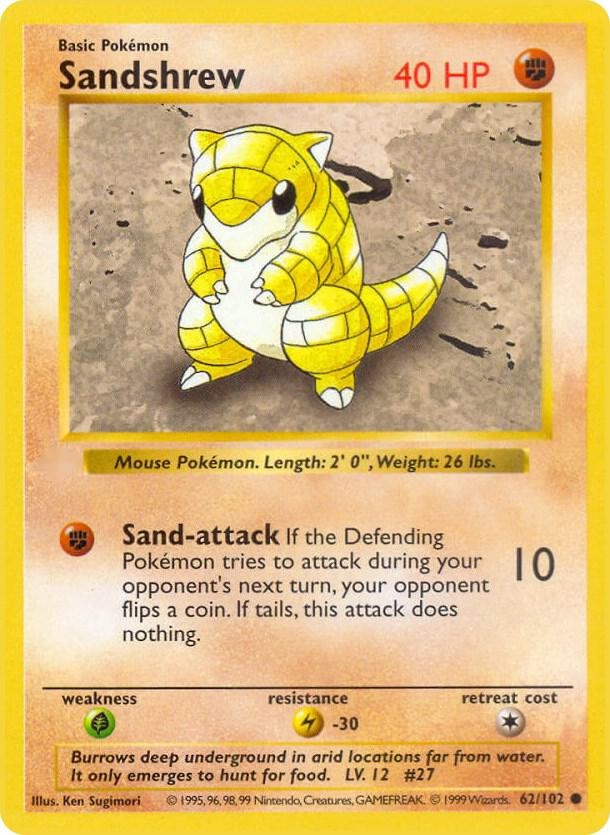 Basic Pokémon
Sandshrew 40 HP
Mouse Pokémon. Length: 2' 0", Weight: 26 lbs.
Sand-attack If the Defending
Pokémon tries to attack during your
opponent's next turn, your opponent
flips a coin. If tails, this attack does
nothing.
10
weakness resistance retreat cost
-30
Burrows deep underground in arid locations far from water.
It only emerges to hunt for food. LV. 12 #27
Illus. Ken Sugimori © 1995, 96, 98, 99 Nintendo, Creatures, GAMEFREAK. © 1999 Wizards. 62/102 ●